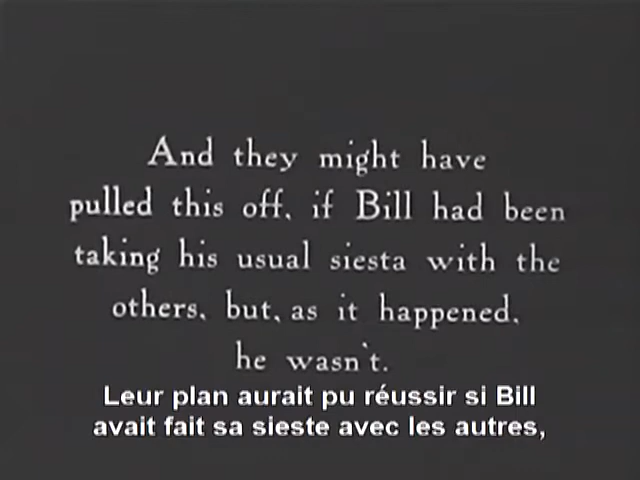 And they might have
pulled this off, if Bill had been
taking his usual siesta with the
others, but, as it happened,
he wasn't.
Leur plan aurait pu réussir si Bill
avait fait sa sieste avec les autres,